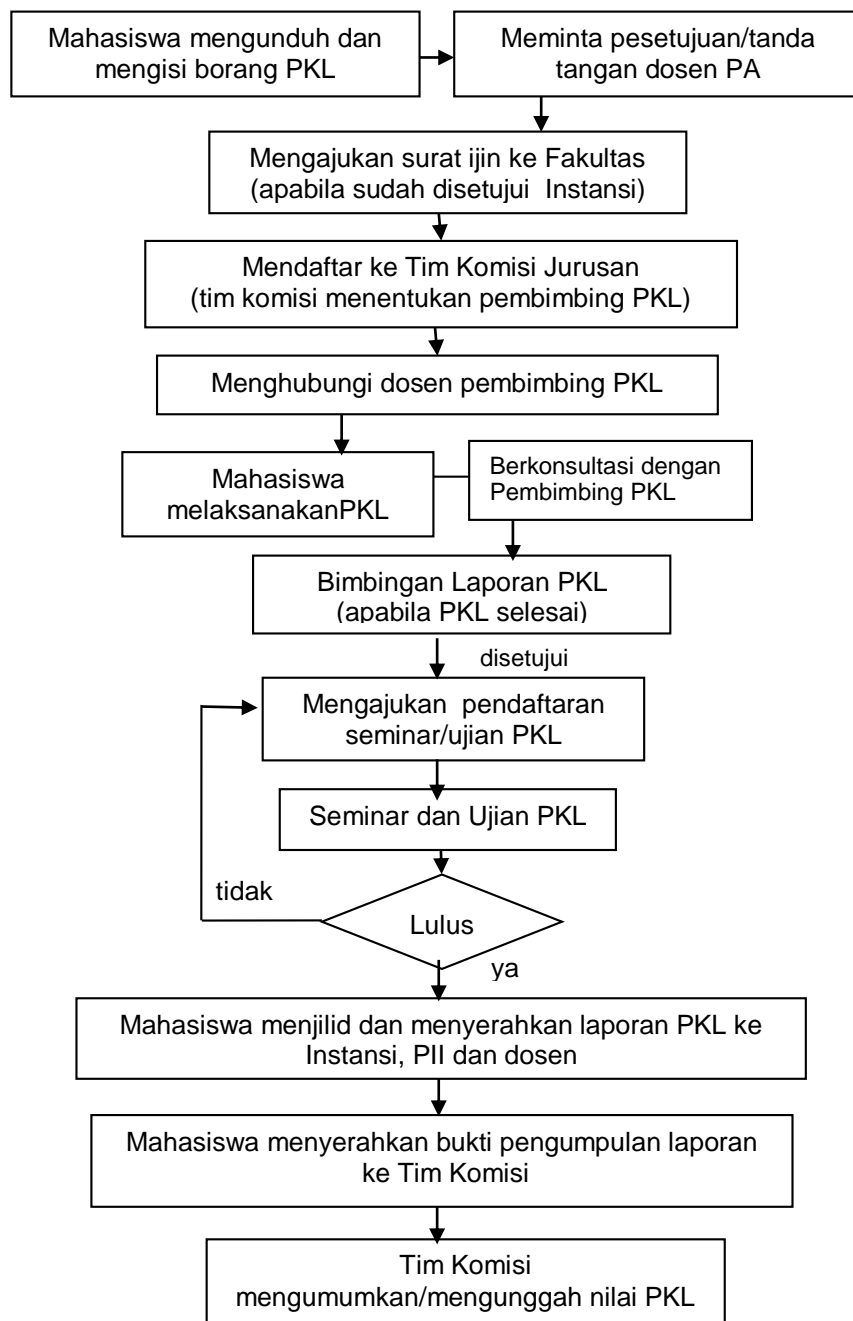 Mahasiswa mengunduh dan
mengisi borang PKL
Meminta pesetujuan/tanda
tangan dosen PA
Mengajukan surat ijin ke Fakultas
(apabila sudah disetujui  Instansi)
Mendaftar ke Tim Komisi Jurusan
(tim komisi menentukan pembimbing PKL)
Menghubungi dosen pembimbing PKL
Mahasiswa
melaksanakanPKL
Berkonsultasi dengan
Pembimbing PKL
Bimbingan Laporan PKL
(apabila PKL selesai)
disetujui
Mengajukan  pendaftaran
seminar/ujian PKL
Seminar dan Ujian PKL
tidak
Lulus
ya
Mahasiswa menjilid dan menyerahkan laporan PKL ke
Instansi, PII dan dosen
Mahasiswa menyerahkan bukti pengumpulan laporan
ke Tim Komisi
Tim Komisi
mengumumkan/mengunggah nilai PKL